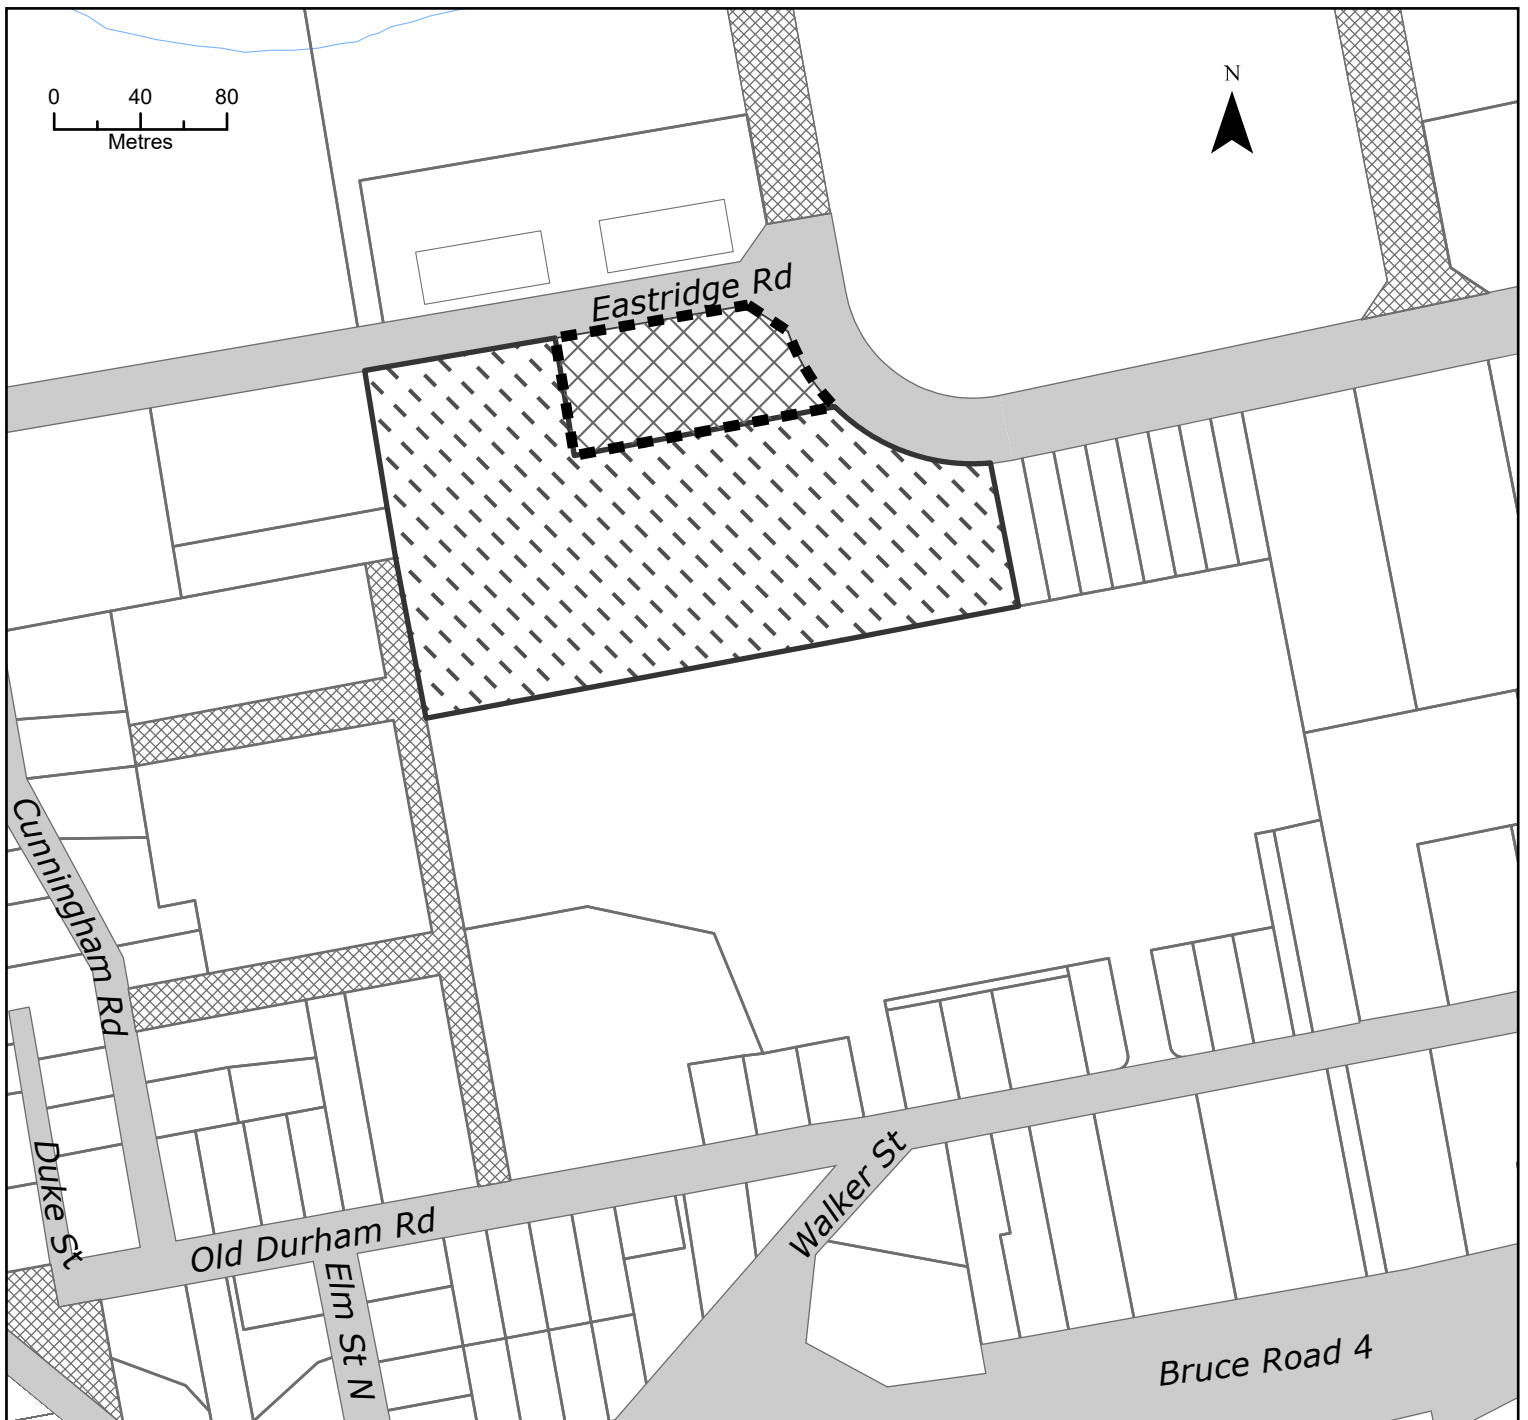 N
0 40 80
Metres
Eastridge Rd
Cunningham Rd
Duke St
Old Durham Rd
Walker St
Elm St N
Bruce Road 4